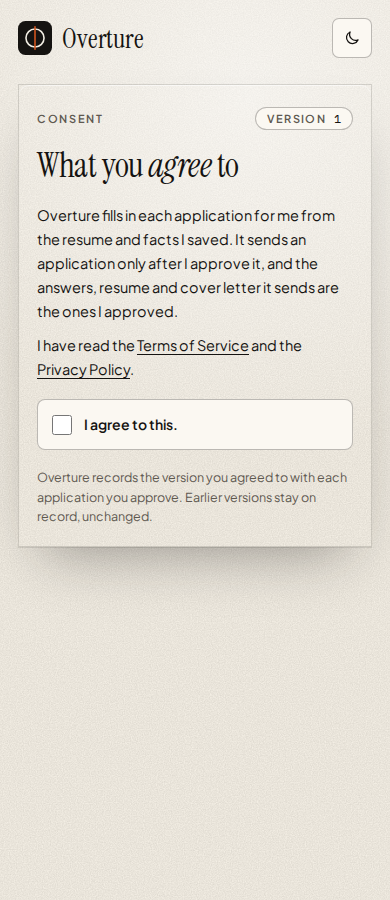 Overture
CONSENT
VERSION 1
What you agree to
Overture fills in each application for me from
the resume and facts I saved. It sends an
application only after I approve it, and the
answers, resume and cover letter it sends are
the ones I approved.
I have read the Terms of Service and the
Privacy Policy.
I agree to this.
Overture records the version you agreed to with each
application you approve. Earlier versions stay on
record, unchanged.